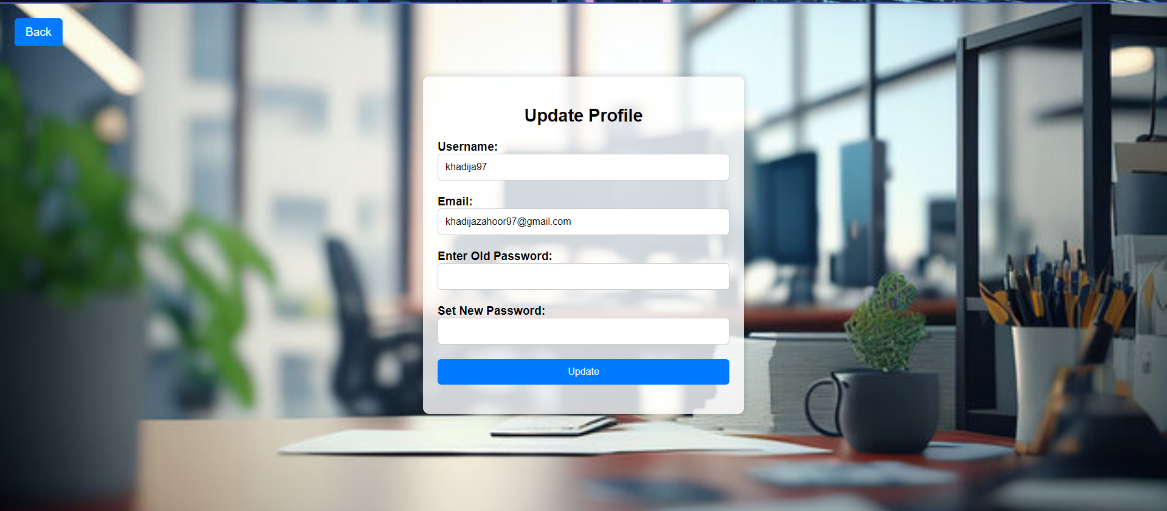 Back
Update Profile
Username:
khadija97
Email:
khadijazahoor97@gmail.com
Enter Old Password:
Set New Password:
Update